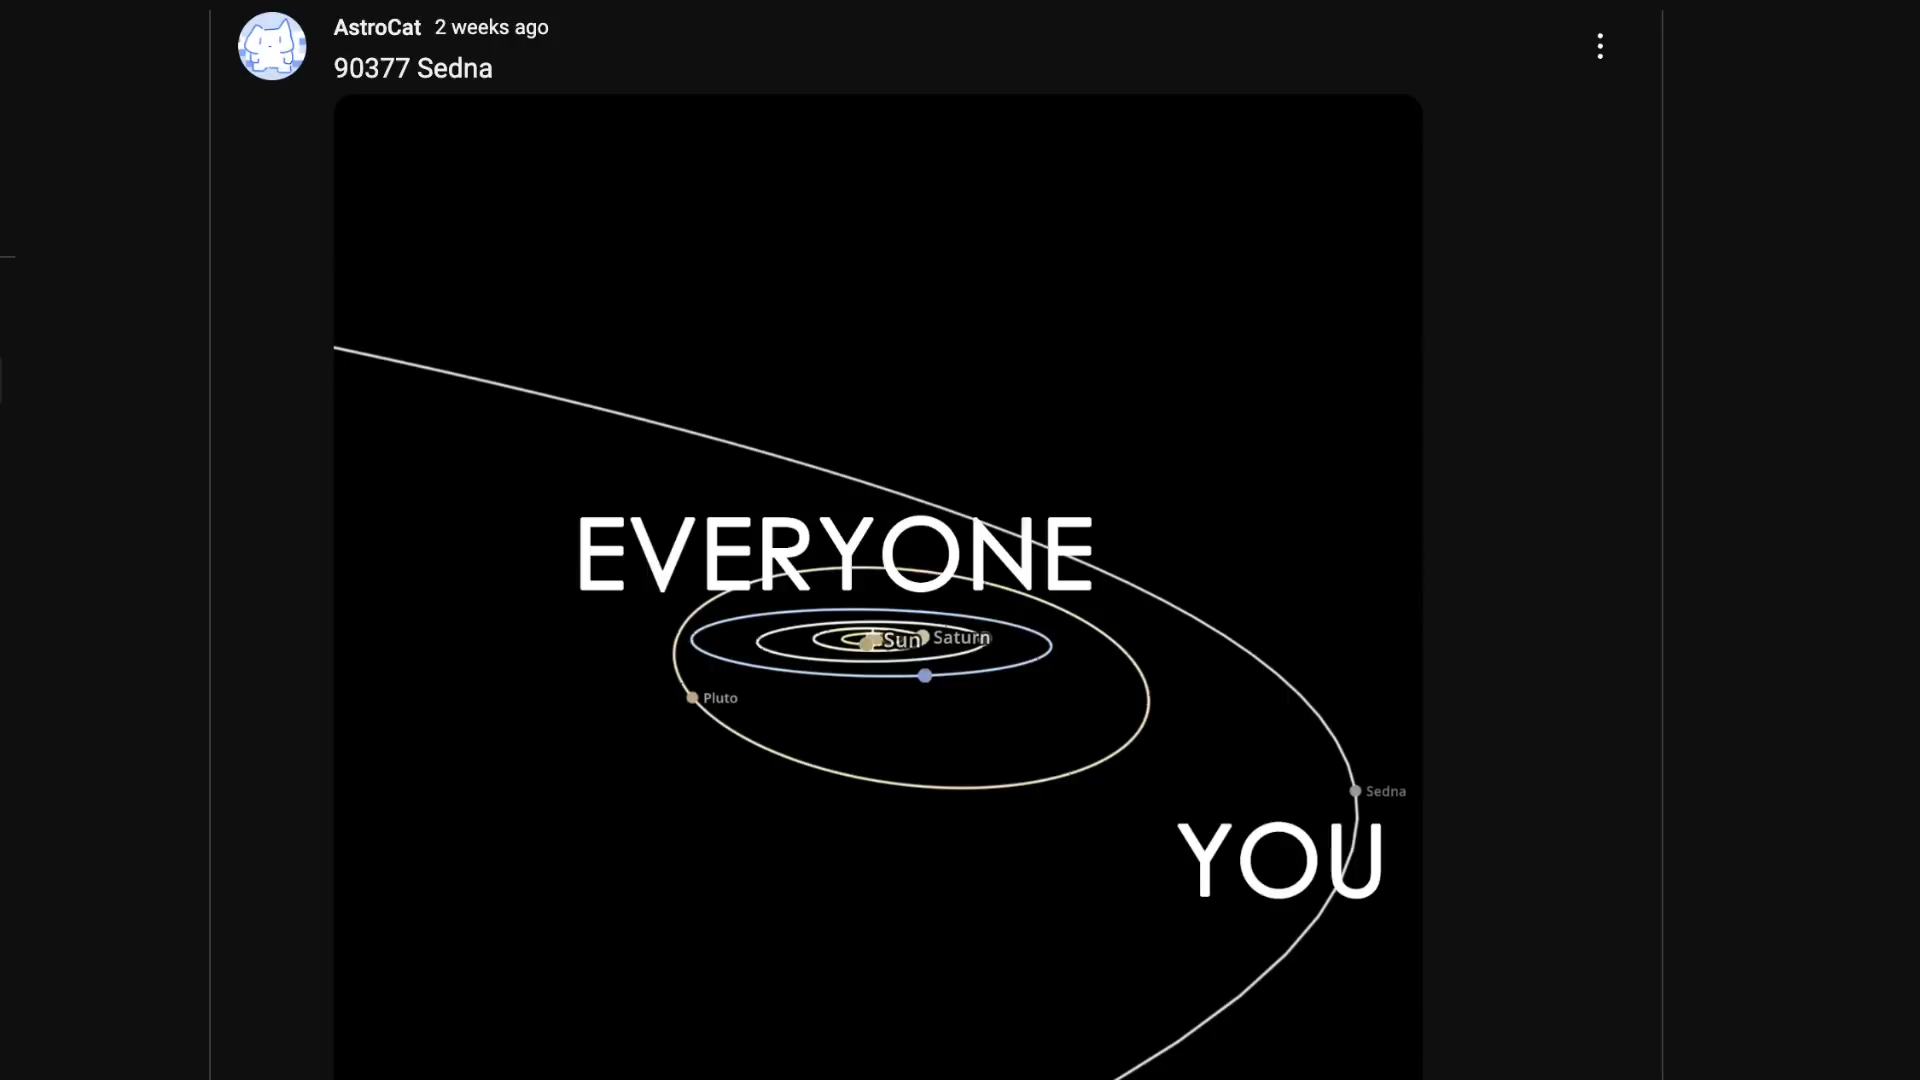 AstroCat 2 weeks ago
90377 Sedna
EVERYONE
Sun Saturn
Pluto
Sedna
YOU